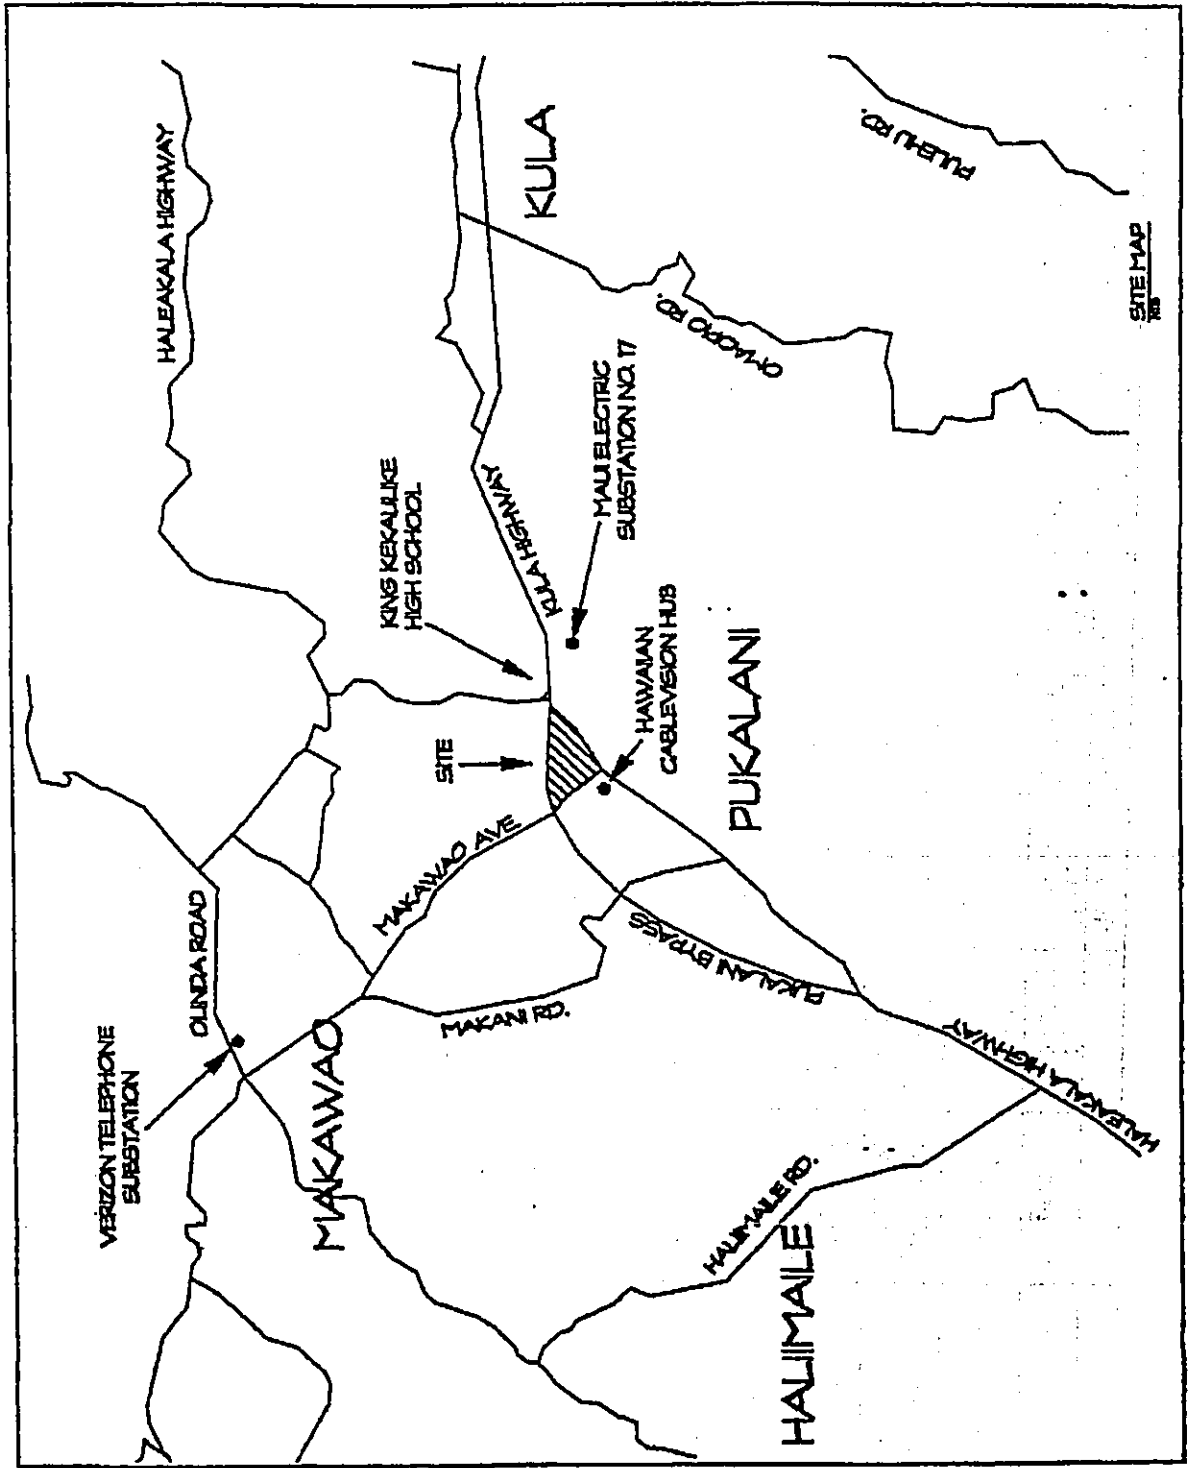 VERIZON TELEPHONE
SUBSTATION
OLINDA ROAD
HALEAKALA HIGHWAY
MAKAWAO
MAKAWAO AVE
MAKANI RD.
SITE
KING KEKAULIKE
HIGH SCHOOL
KULA HIGHWAY
KULA
MAUI ELECTRIC
SUBSTATION NO. 17
HAWAIIAN
CABLEVISION HUB
PUKALANI
PUKALANI BYPASS
OMAOPIO RD.
PULEHU RD.
HALIIMAILE RD.
HALIIMAILE
HALEAKALA HIGHWAY
SITE MAP